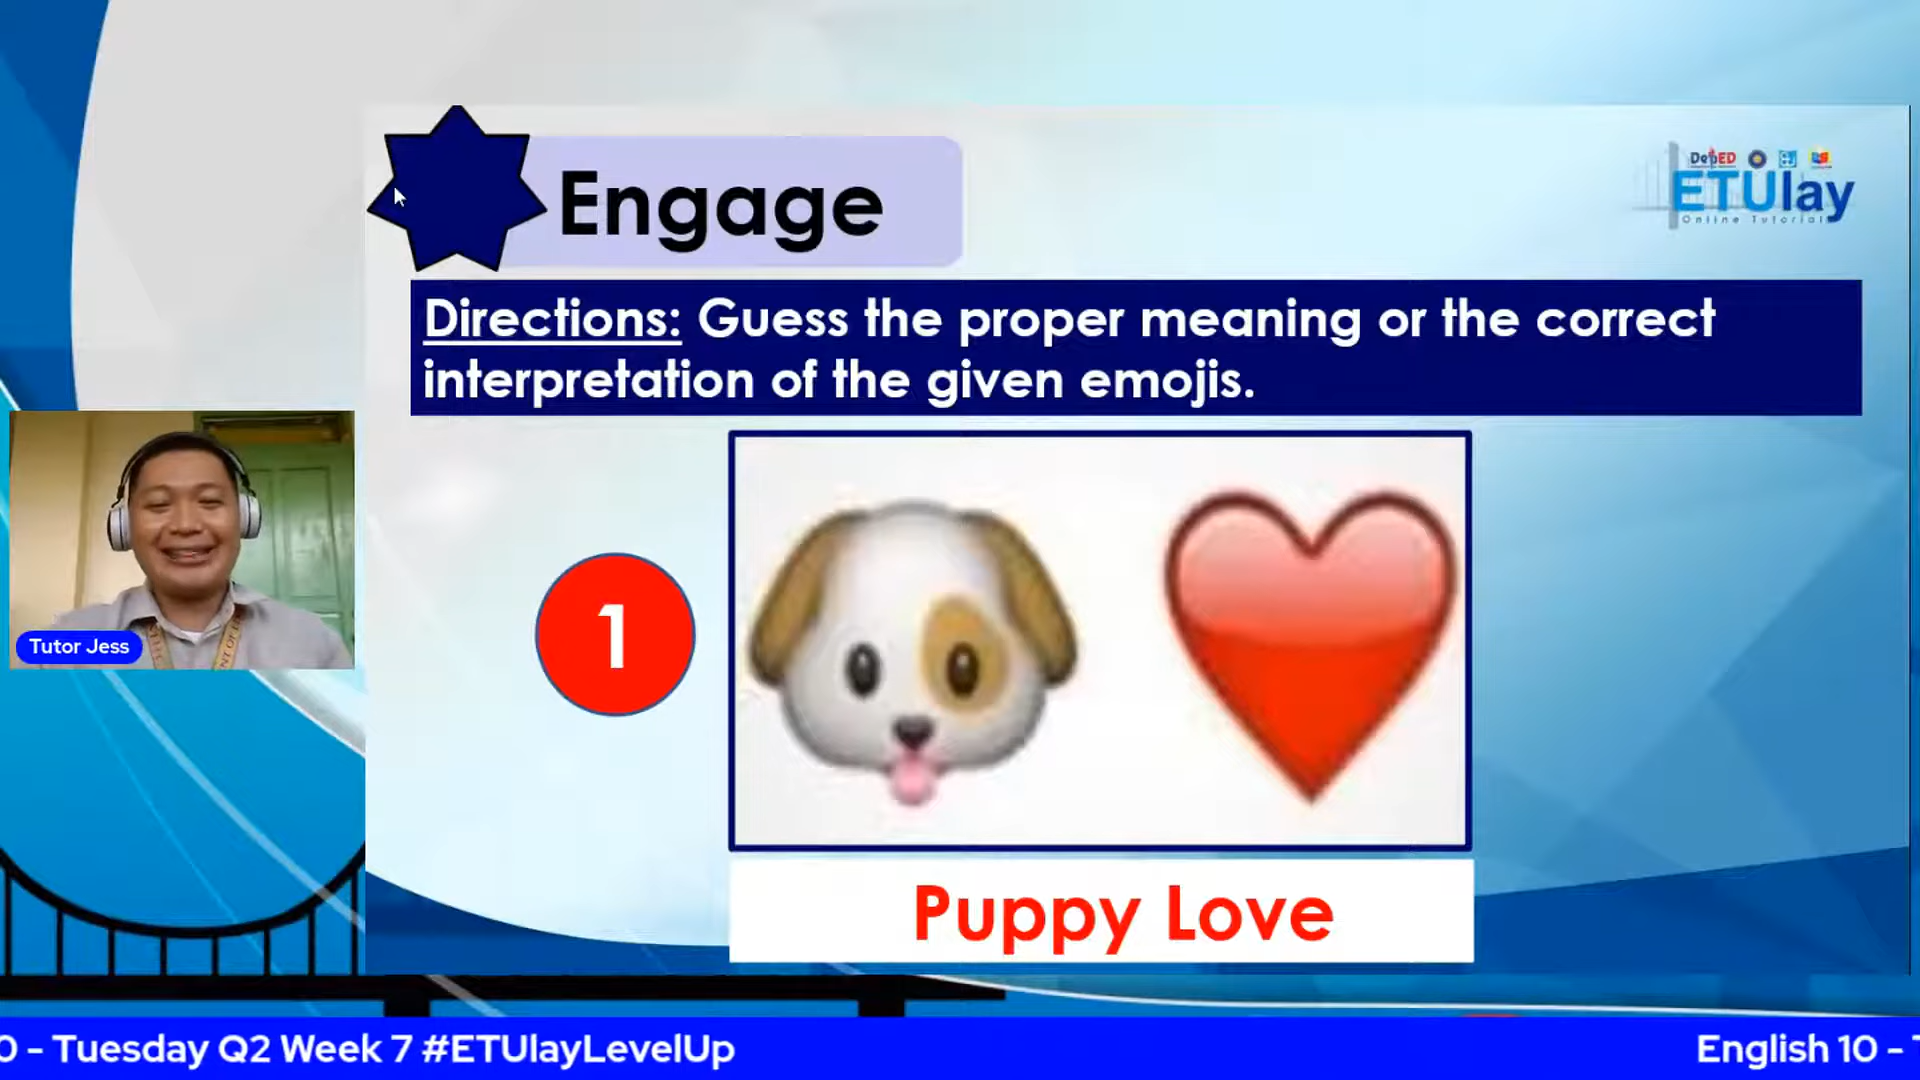 Engage
DepED
ETUlay
Online Tutorial
Directions: Guess the proper meaning or the correct
interpretation of the given emojis.
1
Tutor Jess
Puppy Love
0 - Tuesday Q2 Week 7 #ETUlayLevelUp
English 10 - T